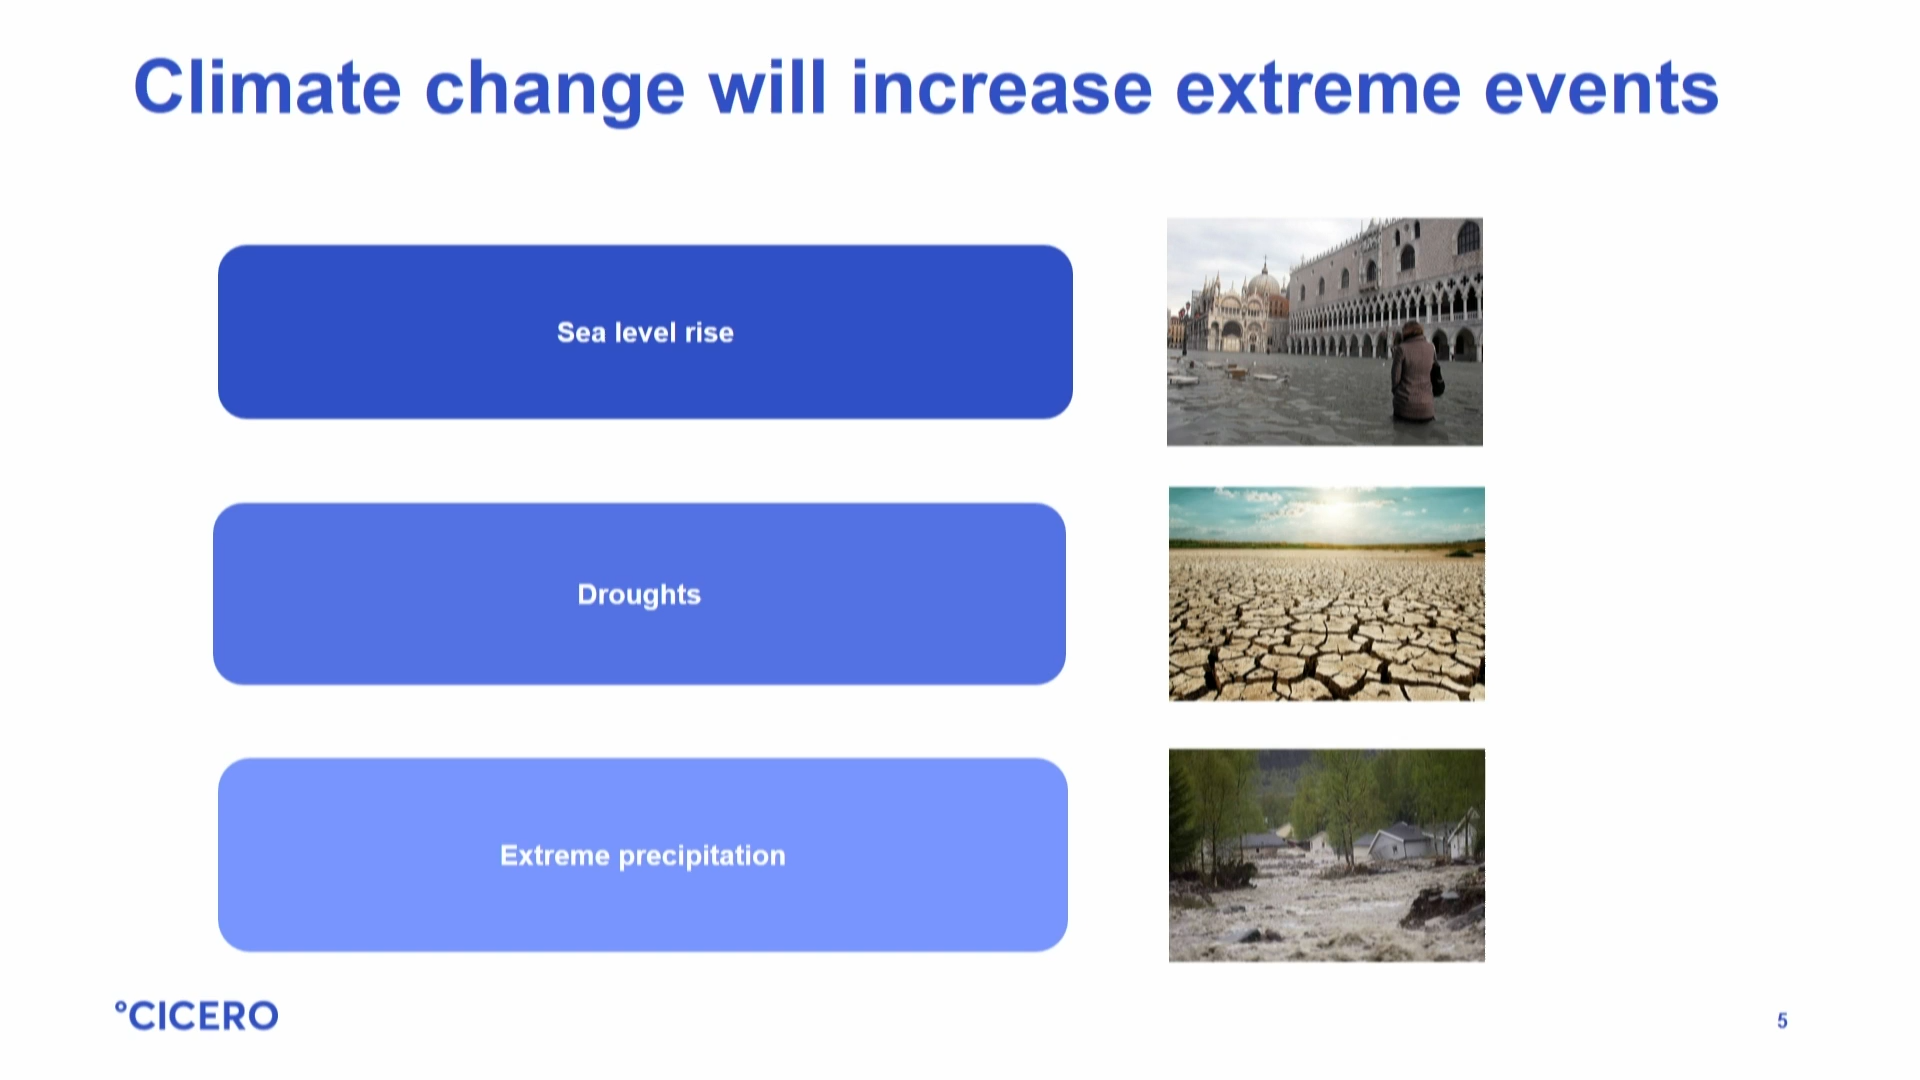 Climate change will increase extreme events
Sea level rise
Droughts
Extreme precipitation
°CICERO
5